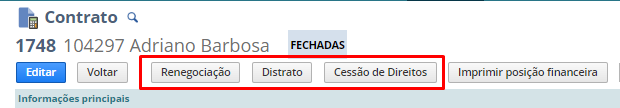 Contrato
1748 104297 Adriano Barbosa FECHADAS
Editar Voltar Renegociação Distrato Cessão de Direitos Imprimir posição financeira
Informações principais